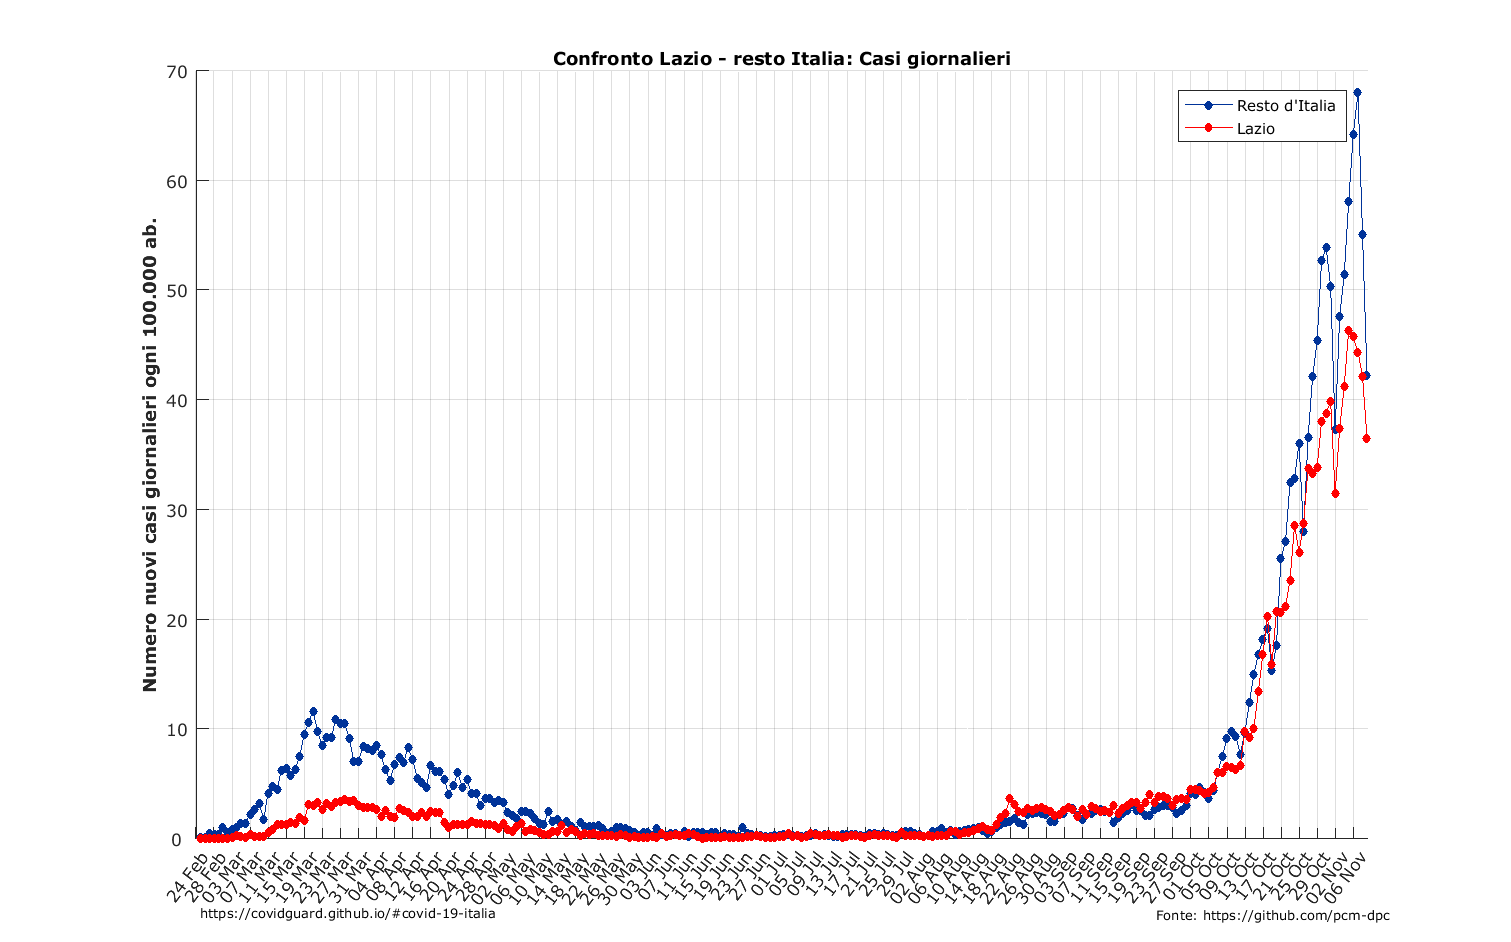 Confronto Lazio - resto Italia: Casi giornalieri
Numero nuovi casi giornalieri ogni 100.000 ab.
70
60
50
40
30
20
10
0
Resto d'Italia
Lazio
24 Feb
28 Feb
03 Mar
07 Mar
11 Mar
15 Mar
19 Mar
23 Mar
27 Mar
31 Mar
04 Apr
08 Apr
12 Apr
16 Apr
20 Apr
24 Apr
28 Apr
02 May
06 May
10 May
14 May
18 May
22 May
26 May
30 May
03 Jun
07 Jun
11 Jun
15 Jun
19 Jun
23 Jun
27 Jun
01 Jul
05 Jul
09 Jul
13 Jul
17 Jul
21 Jul
25 Jul
29 Jul
02 Aug
06 Aug
10 Aug
14 Aug
18 Aug
22 Aug
26 Aug
30 Aug
03 Sep
07 Sep
11 Sep
15 Sep
19 Sep
23 Sep
27 Sep
01 Oct
05 Oct
09 Oct
13 Oct
17 Oct
21 Oct
25 Oct
29 Oct
02 Nov
06 Nov
https://covidguard.github.io/#covid-19-italia
Fonte: https://github.com/pcm-dpc